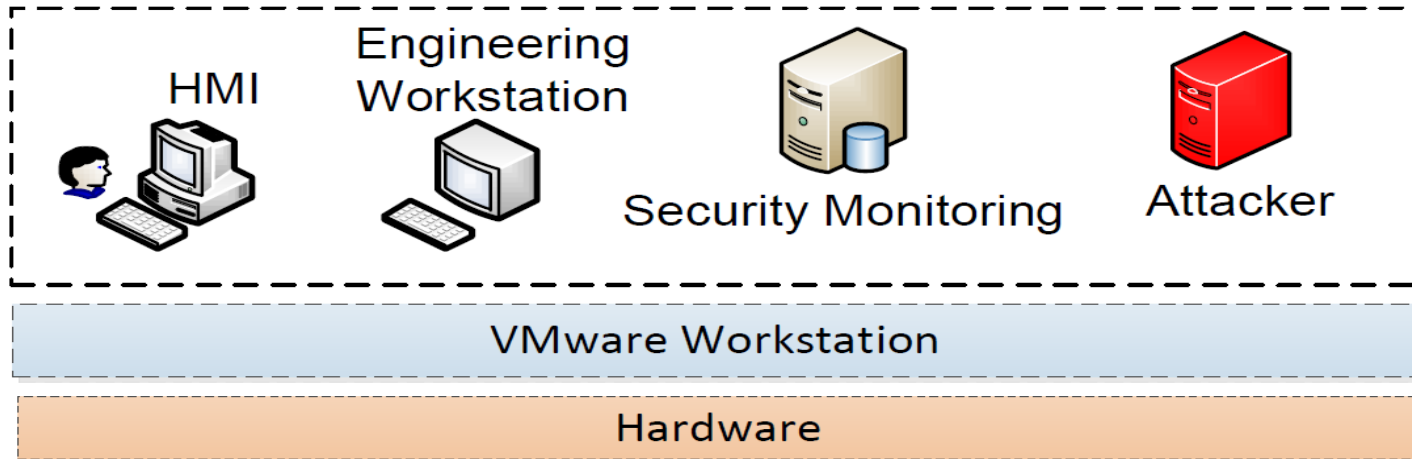 HMI
Engineering
Workstation
Security Monitoring
Attacker
VMware Workstation
Hardware